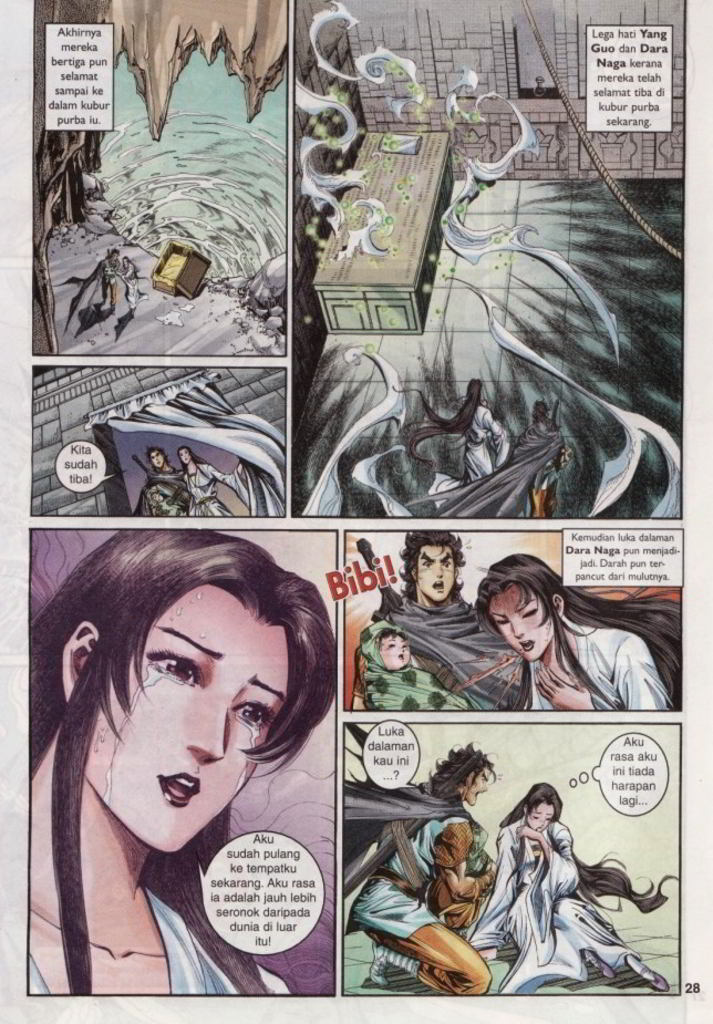 Akhirnya
mereka
bertiga pun
selamat
sampai ke
dalam kubur
purba iu.
Lega hati Yang
Guo dan Dara
Naga kerana
mereka telah
selamat tiba di
kubur purba
sekarang.
Kita
sudah
tiba!
Aku
sudah pulang
ke tempatku
sekarang. Aku rasa
ia adalah jauh lebih
seronok daripada
dunia di luar
itu!
Bibi!
Kemudian luka dalaman
Dara Naga pun menjadi-
jadi. Darah pun ter-
pancut dari mulutnya.
Luka
dalaman
kau ini
...?
Aku
rasa aku
ini tiada
harapan
lagi...
28